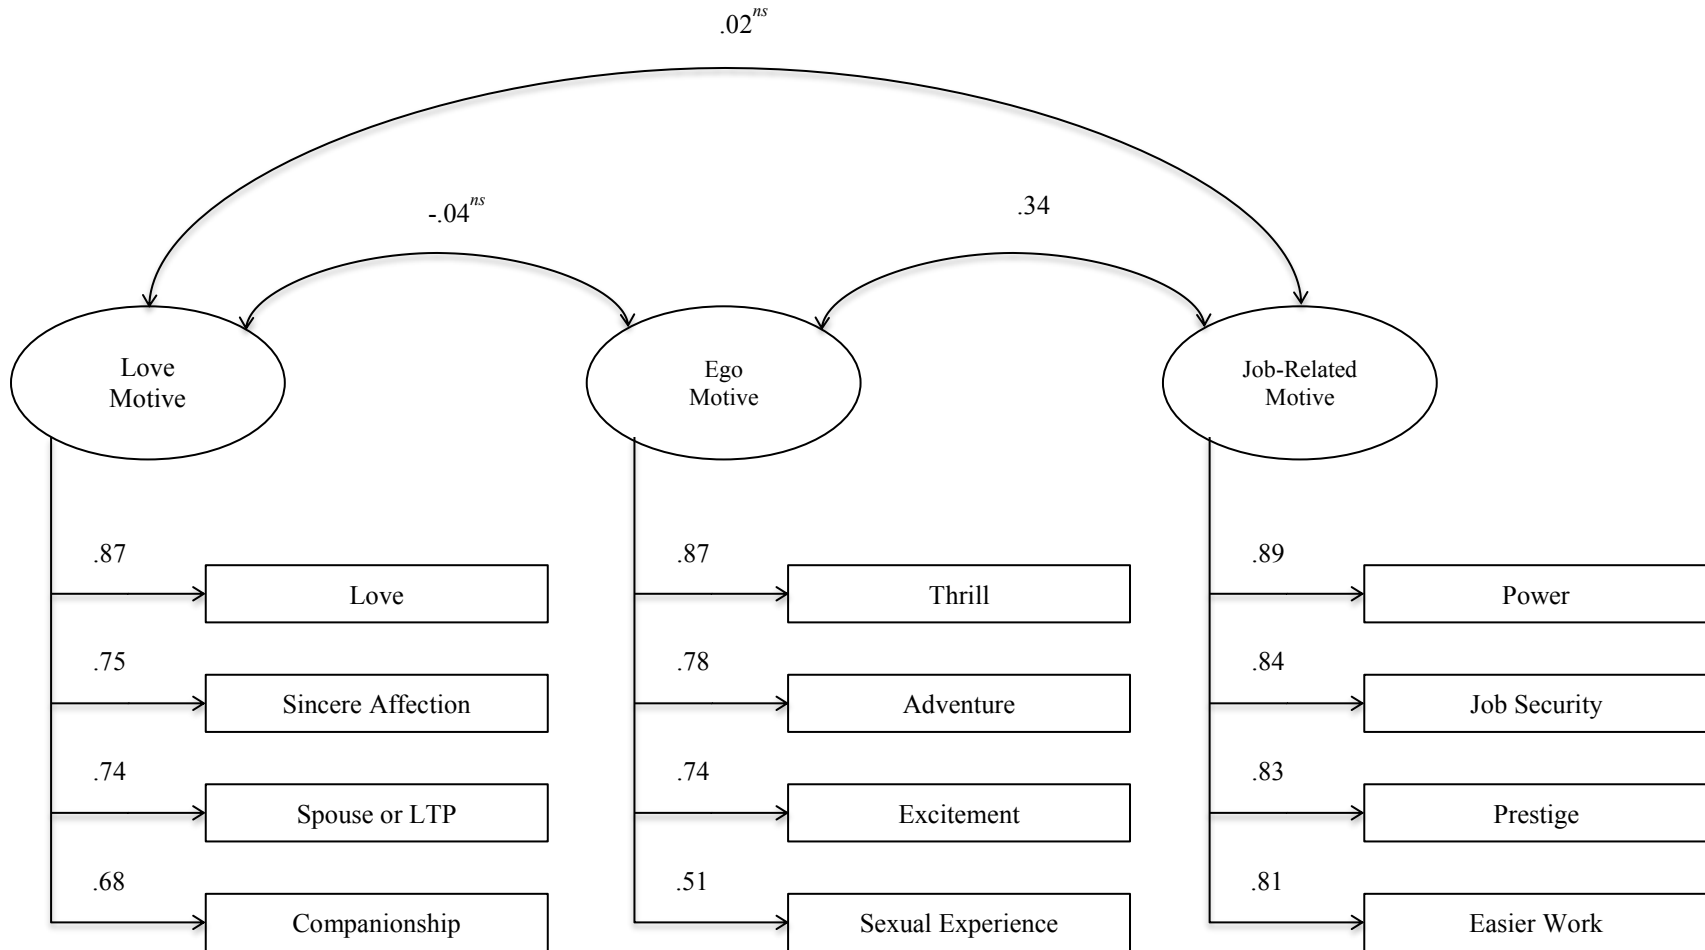 .02ns
-.04ns
.34
Love
Motive
Ego
Motive
Job-Related
Motive
.87
Love
.75
Sincere Affection
.74
Spouse or LTP
.68
Companionship
.87
Thrill
.78
Adventure
.74
Excitement
.51
Sexual Experience
.89
Power
.84
Job Security
.83
Prestige
.81
Easier Work